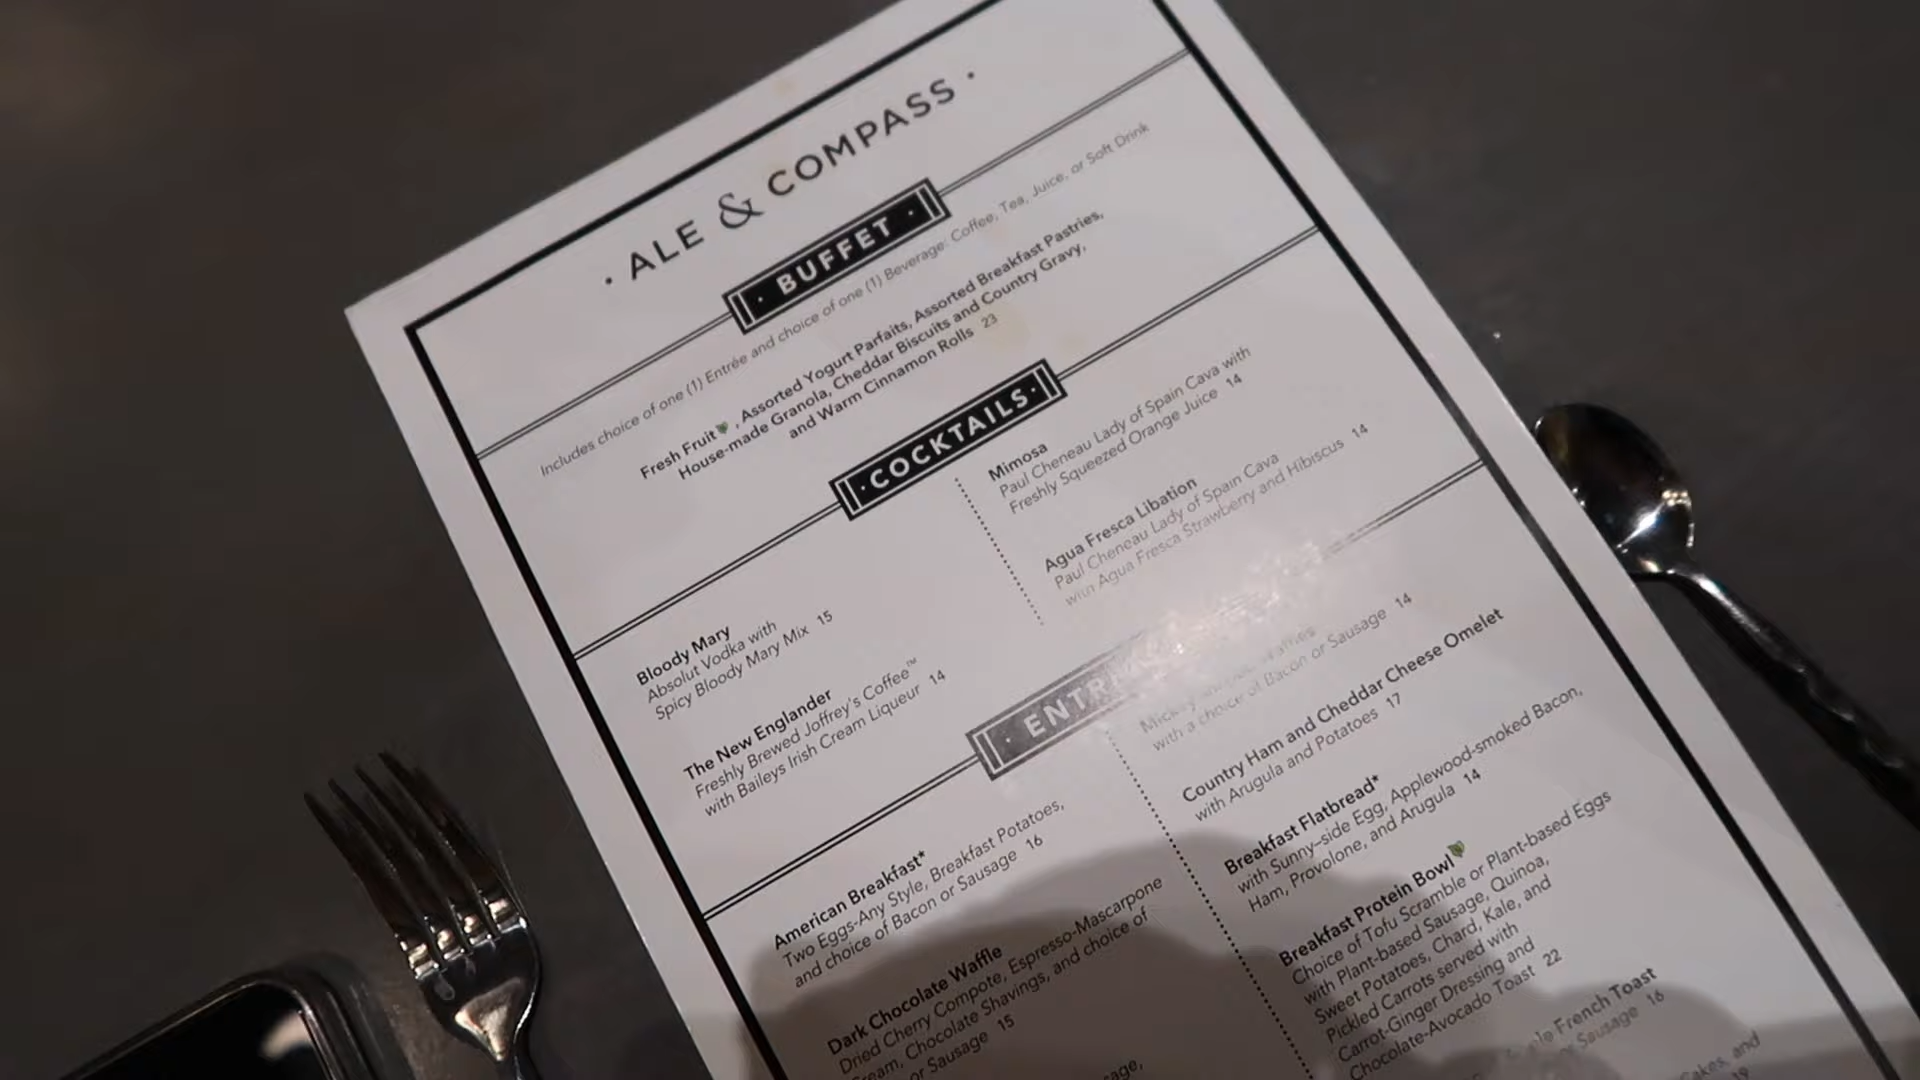 · ALE & COMPASS ·
· BUFFET ·
Includes choice of one (1) Entrée and choice of one (1) Beverage: Coffee, Tea, Juice, or Soft Drink
Fresh Fruit , Assorted Yogurt Parfaits, Assorted Breakfast Pastries,
House-made Granola, Cheddar Biscuits and Country Gravy,
and Warm Cinnamon Rolls 23
· COCKTAILS ·
Bloody Mary
Absolut Vodka with
Spicy Bloody Mary Mix 15
The New Englander
Freshly Brewed Joffrey's Coffee™
with Baileys Irish Cream Liqueur 14
Mimosa
Paul Cheneau Lady of Spain Cava with
Freshly Squeezed Orange Juice 14
Agua Fresca Libation
Paul Cheneau Lady of Spain Cava
with Agua Fresca Strawberry and Hibiscus 14
American Breakfast*
Two Eggs-Any Style, Breakfast Potatoes,
and choice of Bacon or Sausage 16
Dark Chocolate Waffle
Dried Cherry Compote, Espresso-Mascarpone
Cream, Chocolate Shavings, and choice of
or Sausage 15
Mickey Waffles
with a choice of Bacon or Sausage 14
Country Ham and Cheddar Cheese Omelet
with Arugula and Potatoes 17
Breakfast Flatbread*
with Sunny-side Egg, Applewood-smoked Bacon,
Ham, Provolone, and Arugula 14
Breakfast Protein Bowl
Choice of Tofu Scramble or Plant-based Eggs
with Plant-based Sausage, Quinoa,
Sweet Potatoes, Chard, Kale, and
Pickled Carrots served with
Carrot-Ginger Dressing and
Chocolate-Avocado Toast 22
French Toast
or Sausage 16
and
19